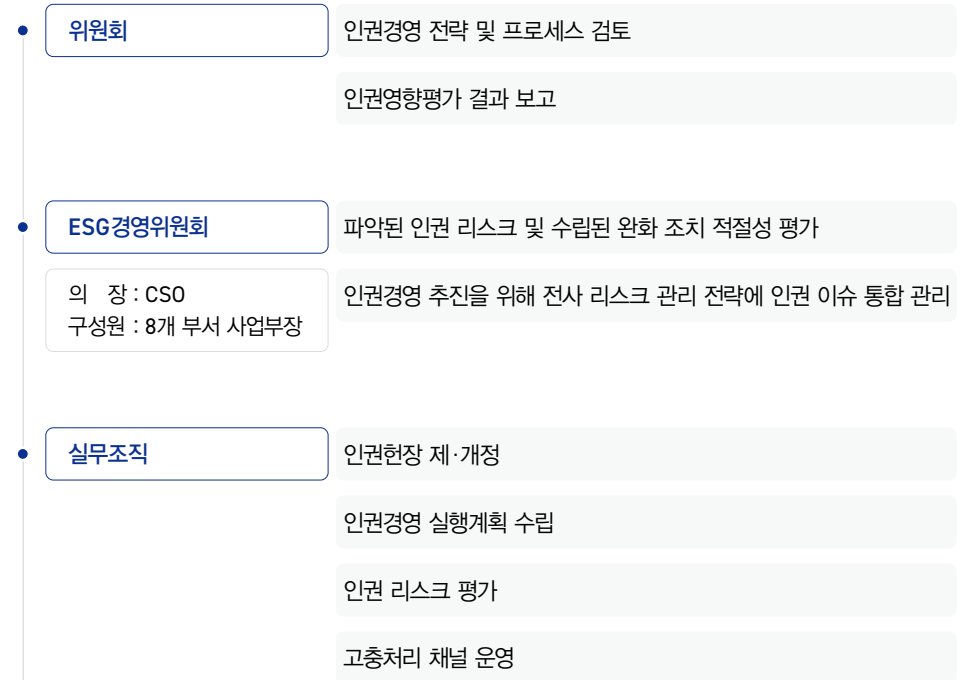 위원회
인권경영 전략 및 프로세스 검토
인권영향평가 결과 보고
ESG경영위원회
파악된 인권 리스크 및 수립된 완화 조치 적절성 평가
의 장 : CSO
구성원 : 8개 부서 사업부장
인권경영 추진을 위해 전사 리스크 관리 전략에 인권 이슈 통합 관리
실무조직
인권헌장 제·개정
인권경영 실행계획 수립
인권 리스크 평가
고충처리 채널 운영